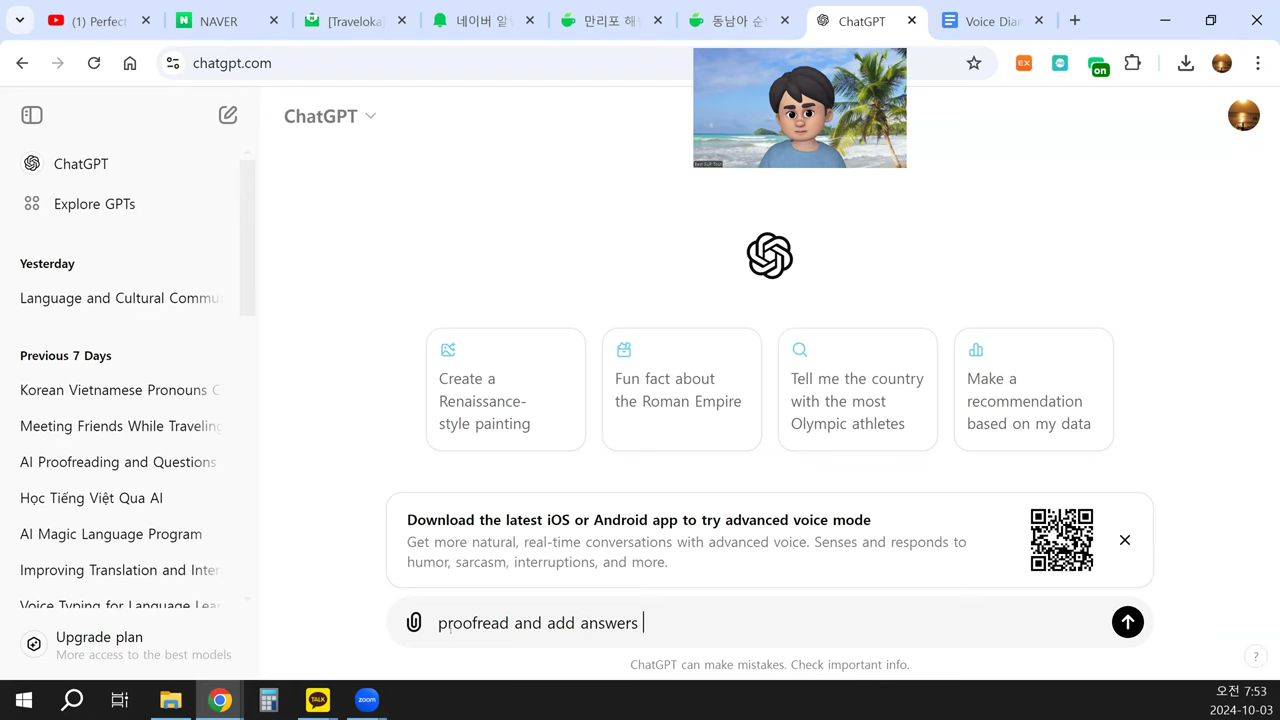 (1) Perfec
NAVER
[Traveloka
네이버 알
만리포 해
동남아 순
ChatGPT
Voice Dia
chatgpt.com
EX
on
ChatGPT
ChatGPT
Explore GPTs
Yesterday
Language and Cultural Commu
Previous 7 Days
Korean Vietnamese Pronouns C
Meeting Friends While Traveling
AI Proofreading and Questions
Học Tiếng Việt Qua AI
AI Magic Language Program
Improving Translation and Inter
Voice Typing for Language Lear
Upgrade plan
More access to the best models
Create a
Renaissance-
style painting
Fun fact about
the Roman Empire
Tell me the country
with the most
Olympic athletes
Make a
recommendation
based on my data
Download the latest iOS or Android app to try advanced voice mode
Get more natural, real-time conversations with advanced voice. Senses and responds to
humor, sarcasm, interruptions, and more.
proofread and add answers
ChatGPT can make mistakes. Check important info.
?
TALK
zoom
오전 7:53
2024-10-03